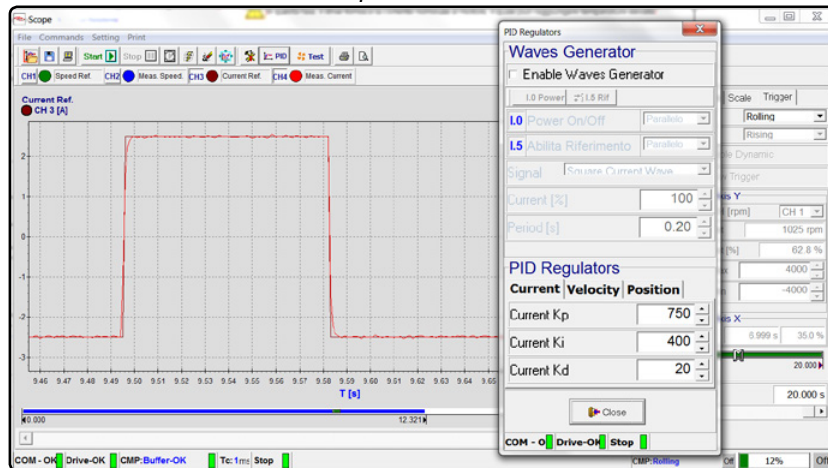 Scope
File Commands Setting Print
Start Stop PID Test
CH1 Speed Ref. CH2 Meas. Speed. CH3 Current Ref. CH4 Meas. Current
Current Ref.
CH 3 [A]
2
1
0
-1
-2
-3
9.46 9.47 9.48 9.49 9.50 9.51 9.52 9.53 9.54 9.55 9.56 9.57 9.58 9.59 9.60 9.61 9.62 9.63 9.64 9.65
T [s]
0.000 12.321
COM - OK Drive-OK CMP:Buffer-OK Tc:1ms Stop
PID Regulators
Waves Generator
Enable Waves Generator
I.0 Power I.5 Rif
I.0 Power On/Off Parallelo
I.5 Abilita Riferimento Parallelo
Signal Square Current Wave
Current [%] 100
Period [s] 0.20
PID Regulators
Current Velocity Position
Current Kp 750
Current Ki 400
Current Kd 20
Close
COM - O Drive-OK Stop
Scale Trigger
Rolling
Rising
Dynamic
Trigger
Y
[rpm] CH 1
1025 rpm
[%] 62.8 %
4000
-4000
X
6.999 s 35.0 %
20.000
20.000 s
CMP:Rolling Off 12% Off